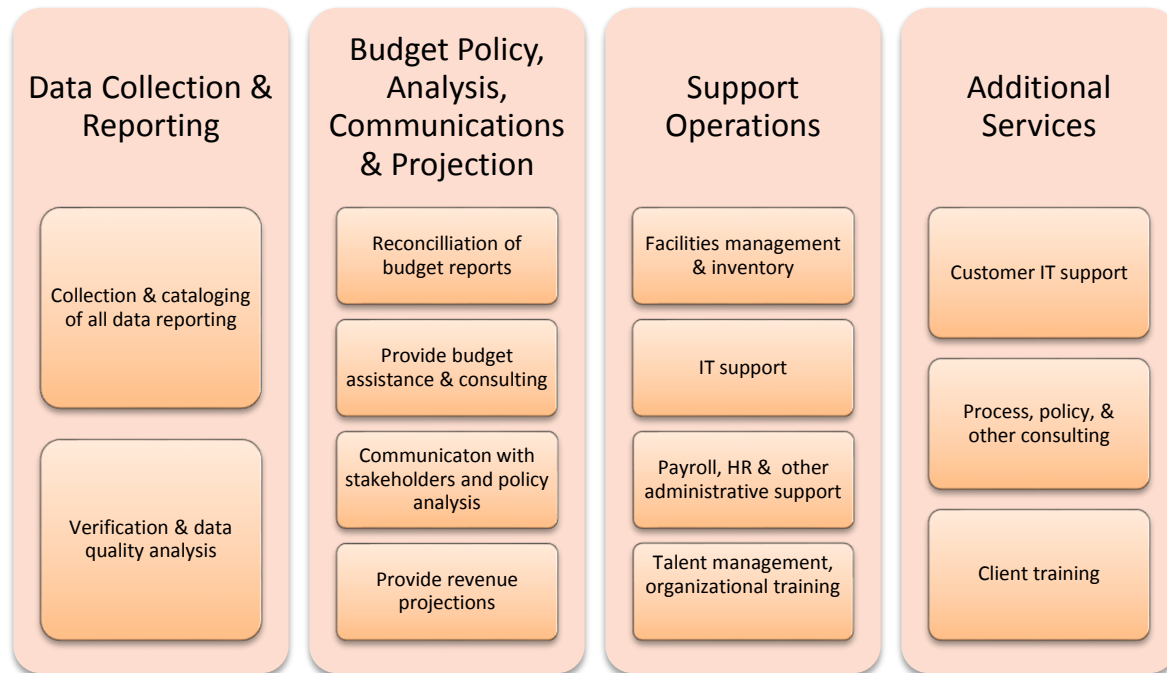 Data Collection &
Reporting
Collection & cataloging
of all data reporting
Verification & data
quality analysis
Budget Policy,
Analysis,
Communications
& Projection
Reconcilliation of
budget reports
Provide budget
assistance & consulting
Communicaton with
stakeholders and policy
analysis
Provide revenue
projections
Support
Operations
Facilities management
& inventory
IT support
Payroll, HR & other
administrative support
Talent management,
organizational training
Additional
Services
Customer IT support
Process, policy, &
other consulting
Client training